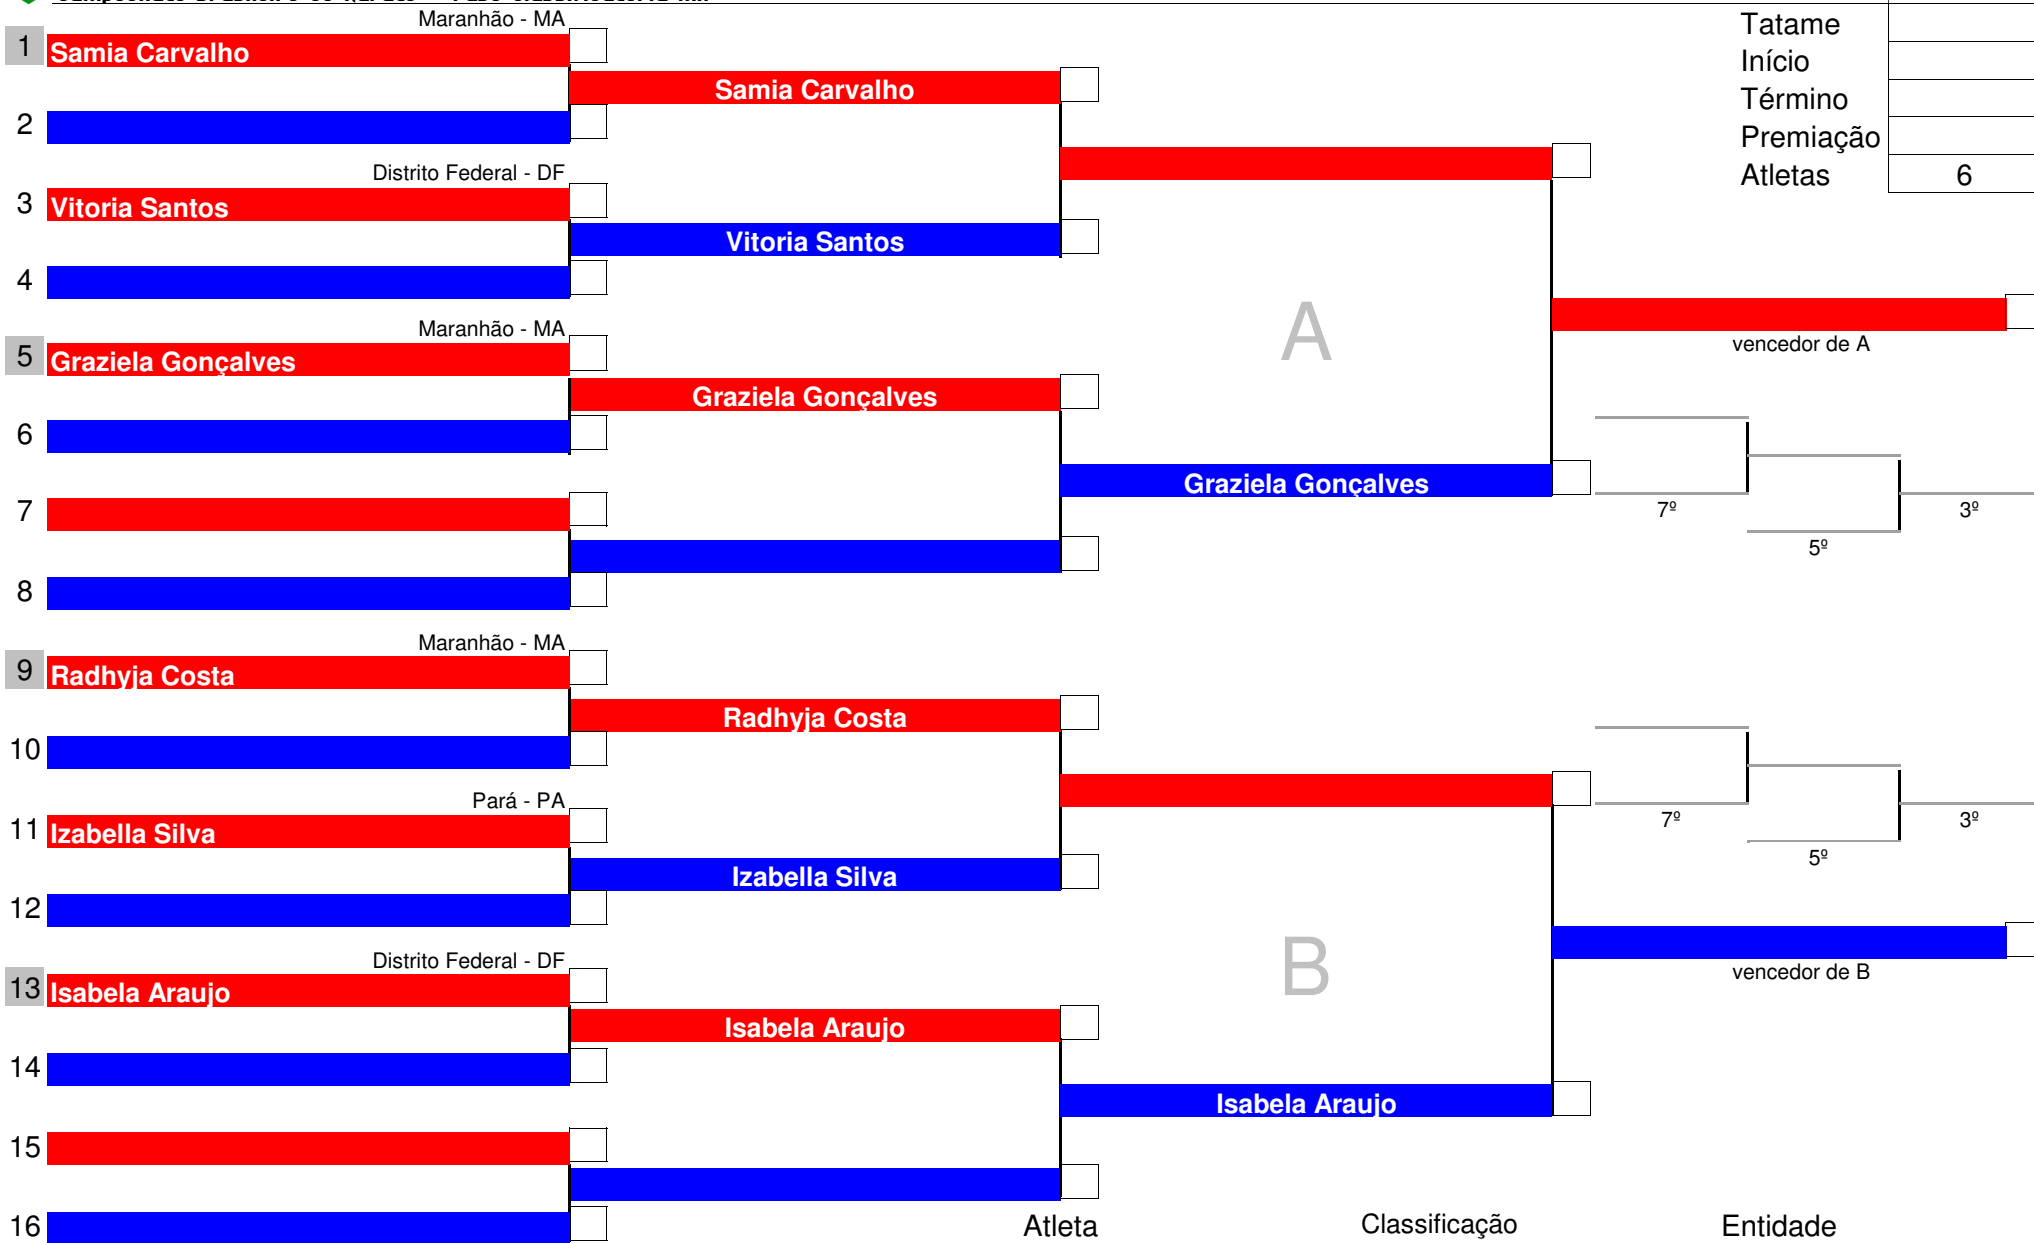 Maranhão - MA
1 Samia Carvalho
Samia Carvalho
2
Distrito Federal - DF
3 Vitoria Santos
Vitoria Santos
4
Maranhão - MA
5 Graziela Gonçalves
Graziela Gonçalves
6
Graziela Gonçalves
7
8
Tatame
Início
Término
Premiação
Atletas 6
A
vencedor de A
7º
5º
3º
Maranhão - MA
9 Radhyja Costa
Radhyja Costa
10
Pará - PA
11 Izabella Silva
Izabella Silva
12
Distrito Federal - DF
13 Isabela Araujo
Isabela Araujo
14
Isabela Araujo
15
16
7º
5º
3º
B
vencedor de B
Atleta Classificação Entidade